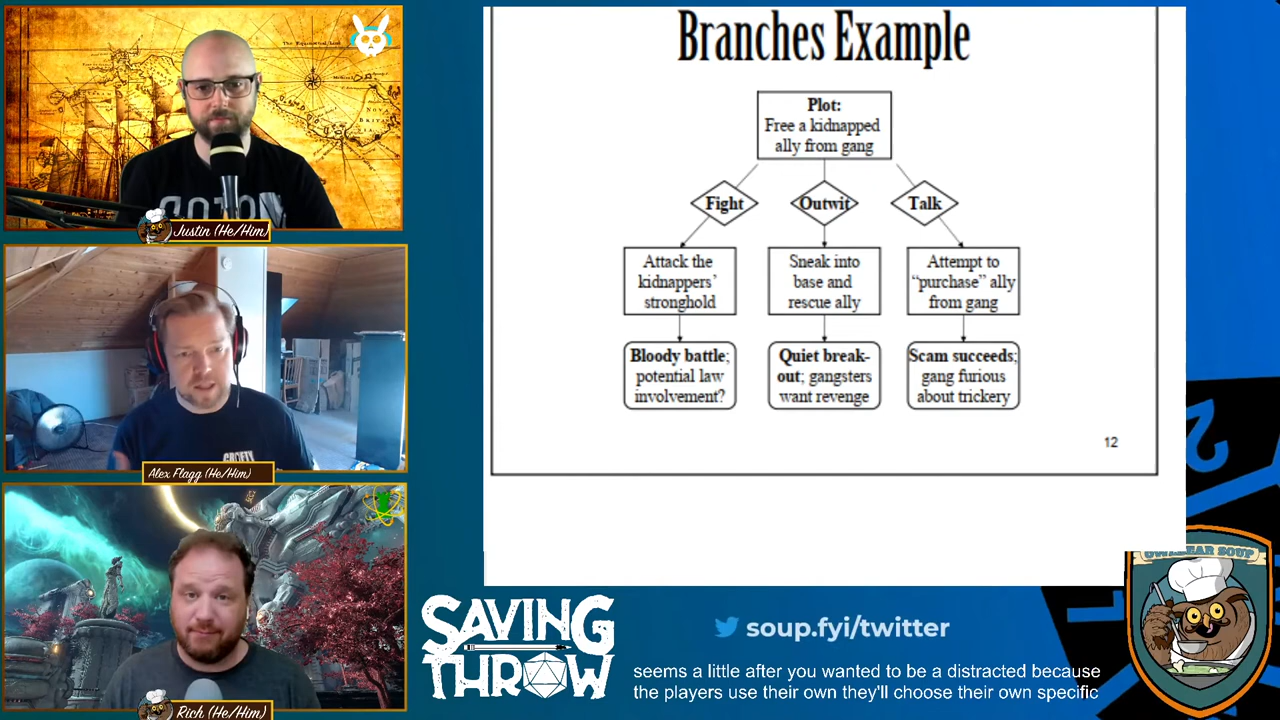 Justin (He/Him)
Alex Flagg (He/Him)
Rich (He/Him)
Branches Example
Plot:
Free a kidnapped
ally from gang
Fight
Outwit
Talk
Attack the
kidnappers'
stronghold
Sneak into
base and
rescue ally
Attempt to
“purchase” ally
from gang
Bloody battle;
potential law
involvement?
Quiet break-
out; gangsters
want revenge
Scam succeeds;
gang furious
about trickery
12
SAVING
THROW
soup.fyi/twitter
seems a little after you wanted to be a distracted because
the players use their own they'll choose their own specific
OWLBEAR SOUP
2
1